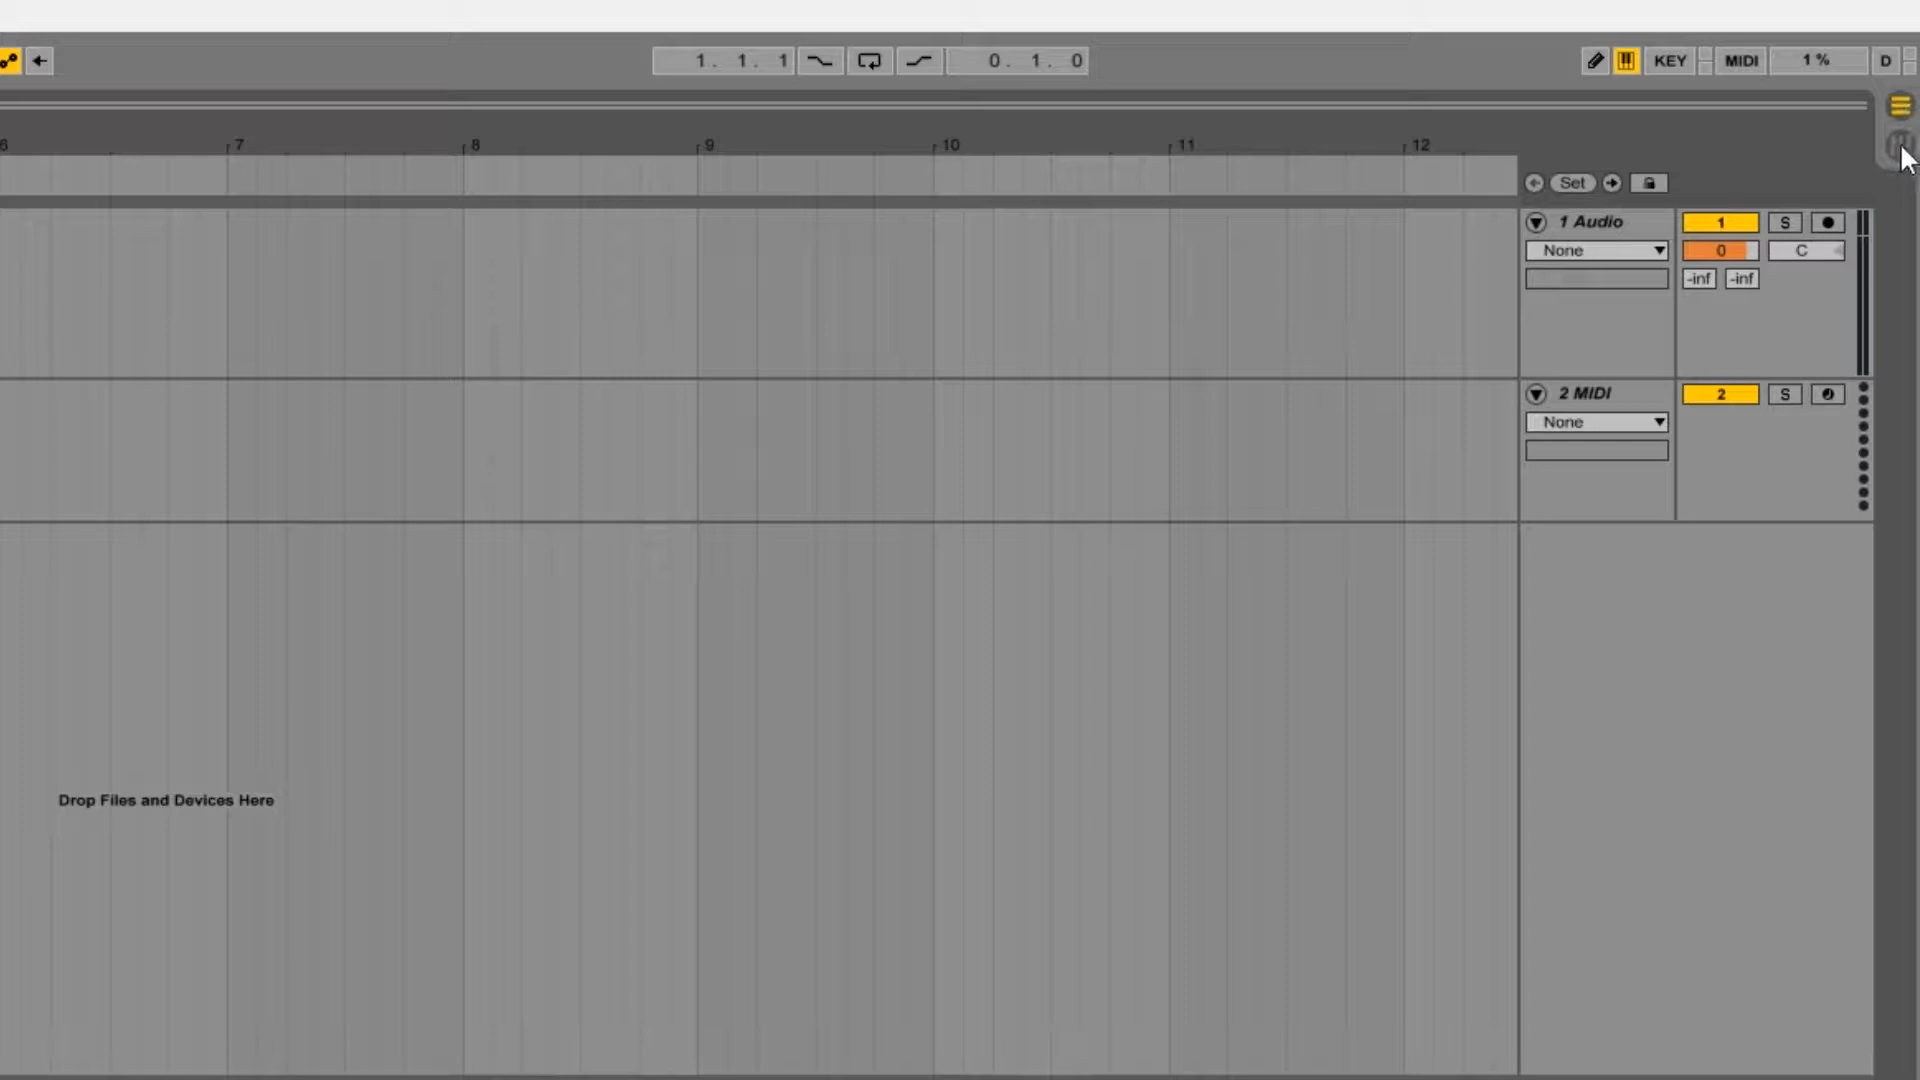 1. 1. 1
0. 1. 0
KEY
MIDI
1 %
D
6
7
8
9
10
11
12
Set
1 Audio
1
S
None
0
C
-inf
-inf
2 MIDI
2
S
None
Drop Files and Devices Here